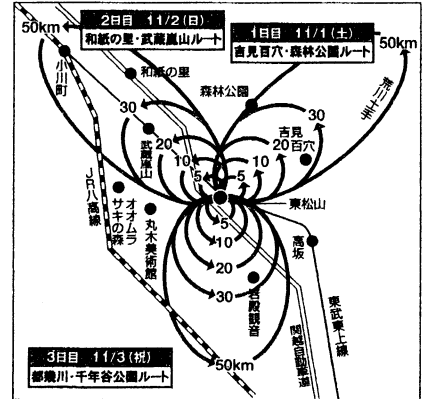 2日目 11/2(日)
和紙の里・武蔵嵐山ルート
1日目 11/1(土)
吉見百穴・森林公園ルート
50km
50km
小川町
和紙の里
森林公園
荒川土手
30
30
武蔵嵐山
吉見
百穴
20
20
10
10
5
5
JR八高線
オオムラ
サキの森
丸木美術館
東松山
5
10
20
30
高坂
岩殿観音
東武東上線
関越自動車道
50km
3日目 11/3(祝)
都幾川・千年谷公園ルート